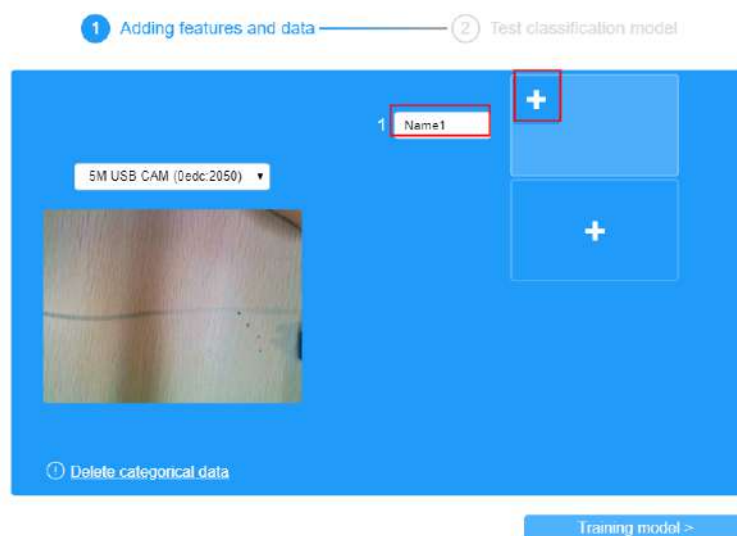 1 Adding features and data
2 Test classification model
1 Name1
5M USB CAM (0edc:2050)
Delete categorical data
Training model >